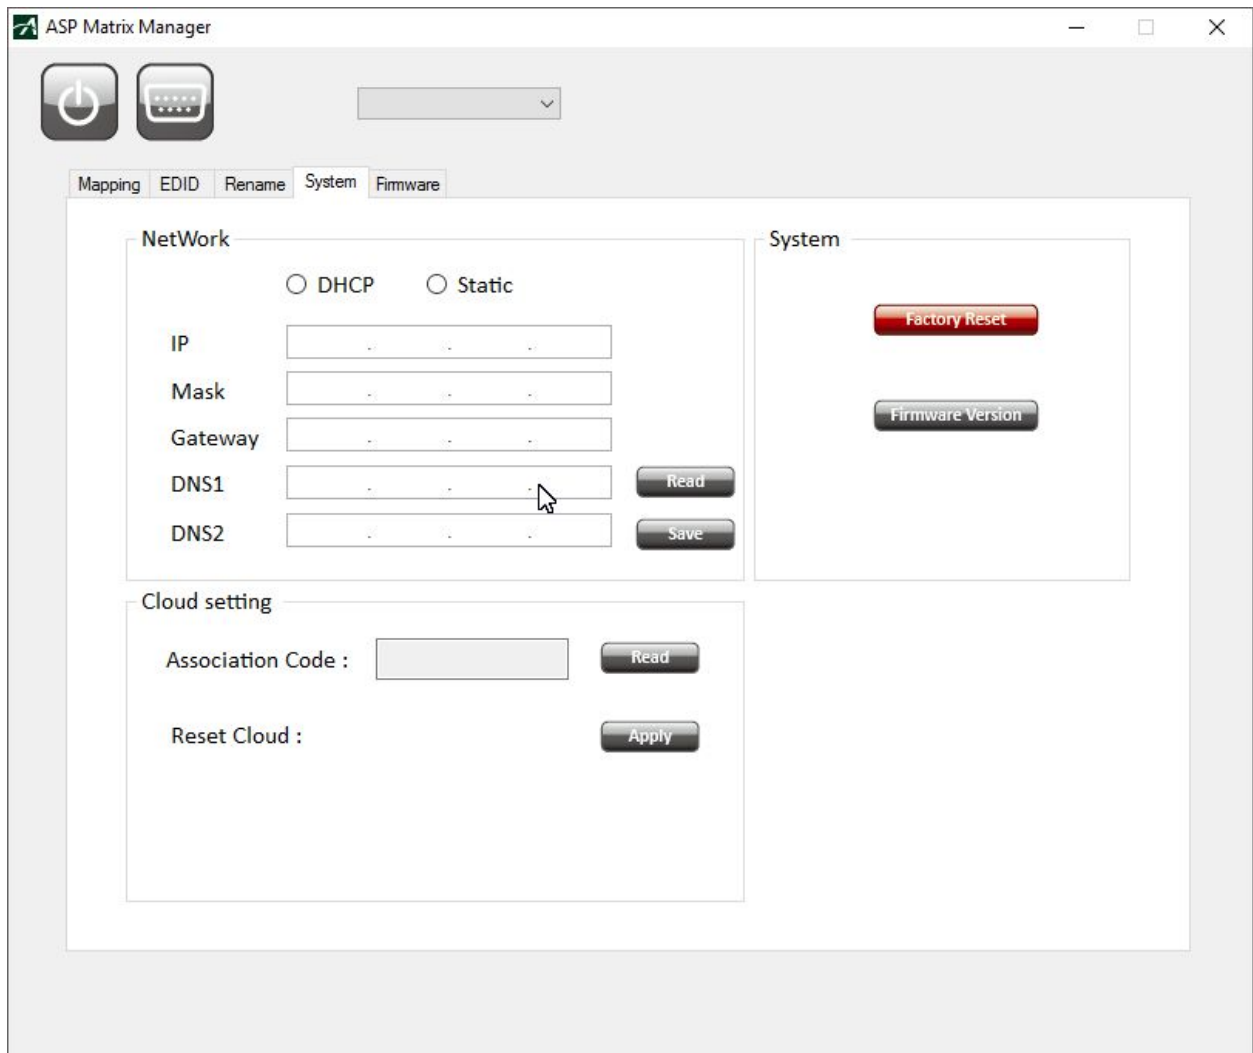 ASP Matrix Manager
Mapping EDID Rename System Firmware
NetWork
DHCP Static
IP . . .
Mask . . .
Gateway . . .
DNS1 . . . Read
DNS2 . . . Save
System
Factory Reset
Firmware Version
Cloud setting
Association Code : Read
Reset Cloud : Apply